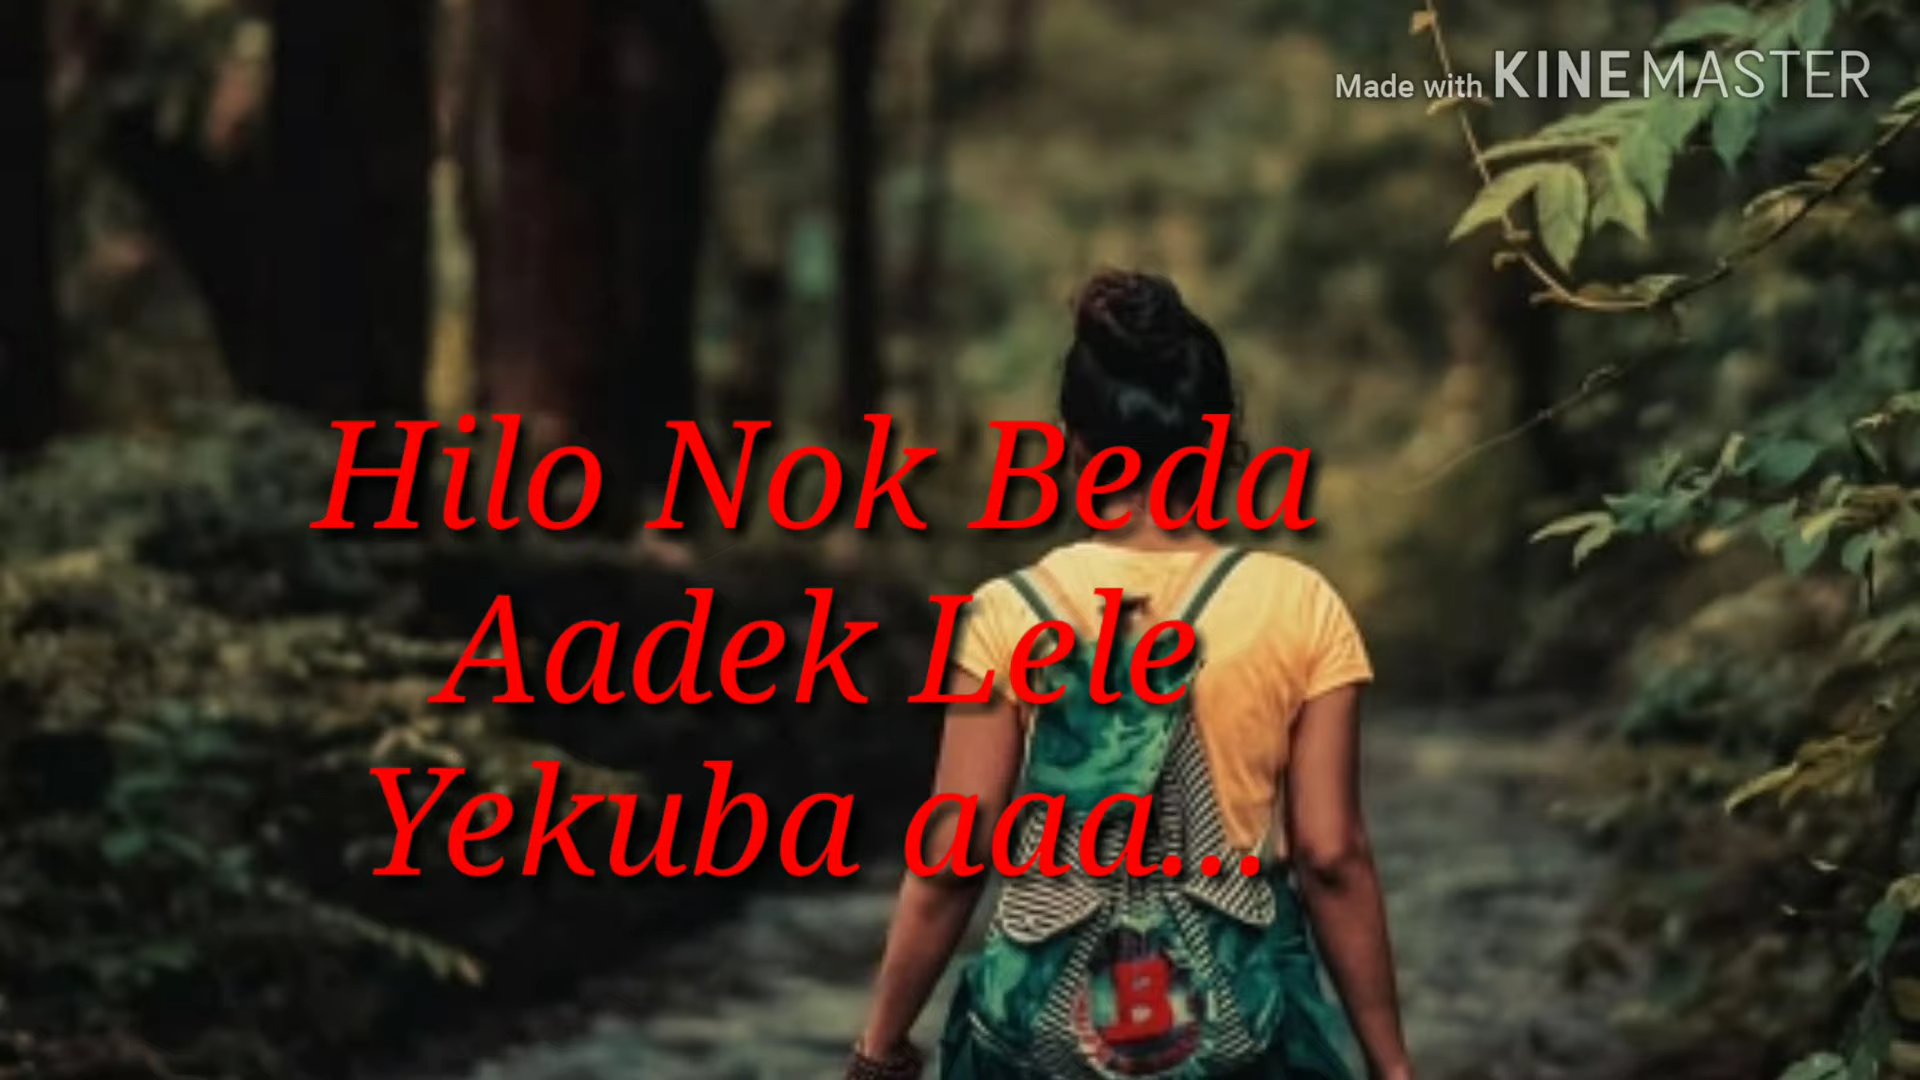 Made with KINEMASTER
Hilo Nok Beda
Aadek Lele
Yekuba aaa...
B